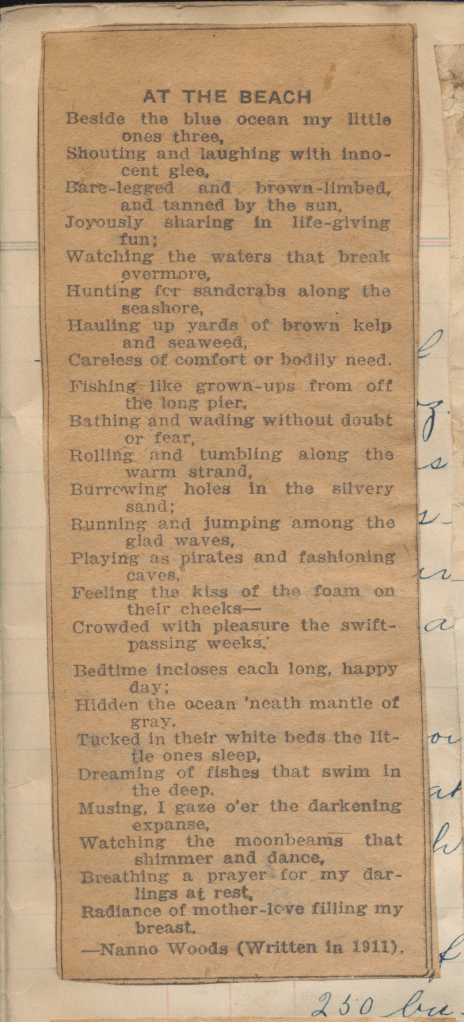 AT THE BEACH
Beside the blue ocean my little
ones three,
Shouting and laughing with inno-
cent glee,
Bare-legged and brown-limbed,
and tanned by the sun,
Joyously sharing in life-giving
fun;
Watching the waters that break
evermore,
Hunting for sandcrabs along the
seashore,
Hauling up yards of brown kelp
and seaweed,
Careless of comfort or bodily need.
Fishing like grown-ups from off
the long pier,
Bathing and wading without doubt
or fear,
Rolling and tumbling along the
warm strand,
Burrowing holes in the silvery
sand;
Running and jumping among the
glad waves,
Playing as pirates and fashioning
caves,
Feeling the kiss of the foam on
their cheeks—
Crowded with pleasure the swift-
passing weeks.
Bedtime incloses each long, happy
day;
Hidden the ocean 'neath mantle of
gray.
Tucked in their white beds the lit-
tle ones sleep,
Dreaming of fishes that swim in
the deep.
Musing, I gaze o'er the darkening
expanse,
Watching the moonbeams that
shimmer and dance,
Breathing a prayer for my dar-
lings at rest,
Radiance of mother-love filling my
breast.
—Nanno Woods (Written in 1911).
250